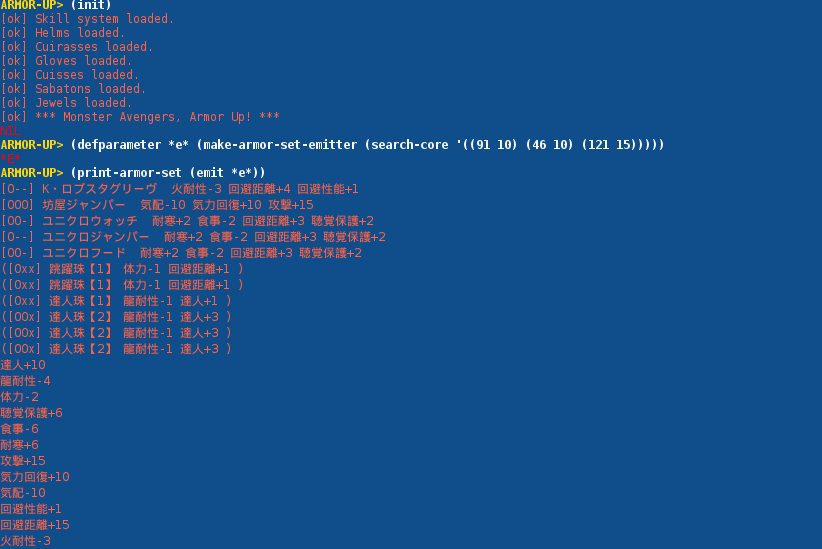 ARMOR-UP> (init)
[ok] Skill system loaded.
[ok] Helms loaded.
[ok] Cuirasses loaded.
[ok] Gloves loaded.
[ok] Cuisses loaded.
[ok] Sabatons loaded.
[ok] Jewels loaded.
[ok] *** Monster Avengers, Armor Up! ***
NIL
ARMOR-UP> (defparameter *e* (make-armor-set-emitter (search-core '((91 10) (46 10) (121 15)))))
*E*
ARMOR-UP> (print-armor-set (emit *e*))
[O--] K・ロブスタグリーヴ  火耐性-3 回避距離+4 回避性能+1
[OOO] 坊屋ジャンパー  気配-10 気力回復+10 攻撃+15
[OO-] ユニクロウォッチ  耐寒+2 食事-2 回避距離+3 聴覚保護+2
[O--] ユニクロジャンパー  耐寒+2 食事-2 回避距離+3 聴覚保護+2
[OO-] ユニクロフード  耐寒+2 食事-2 回避距離+3 聴覚保護+2
([Oxx] 跳躍珠【1】 体力-1 回避距離+1 )
([Oxx] 跳躍珠【1】 体力-1 回避距離+1 )
([Oxx] 達人珠【1】 龍耐性-1 達人+1 )
([OOx] 達人珠【2】 龍耐性-1 達人+3 )
([OOx] 達人珠【2】 龍耐性-1 達人+3 )
([OOx] 達人珠【2】 龍耐性-1 達人+3 )
達人+10
龍耐性-4
体力-2
聴覚保護+6
食事-6
耐寒+6
攻撃+15
気力回復+10
気配-10
回避性能+1
回避距離+15
火耐性-3